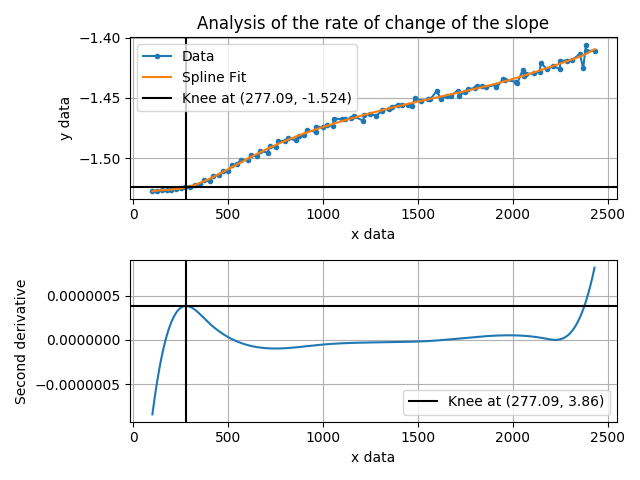 Analysis of the rate of change of the slope
−1.40
−1.45
−1.50
y data
Data
Spline Fit
Knee at (277.09, -1.524)
0 500 1000 1500 2000 2500
x data
0.0000005
0.0000000
−0.0000005
Second derivative
Knee at (277.09, 3.86)
0 500 1000 1500 2000 2500
x data